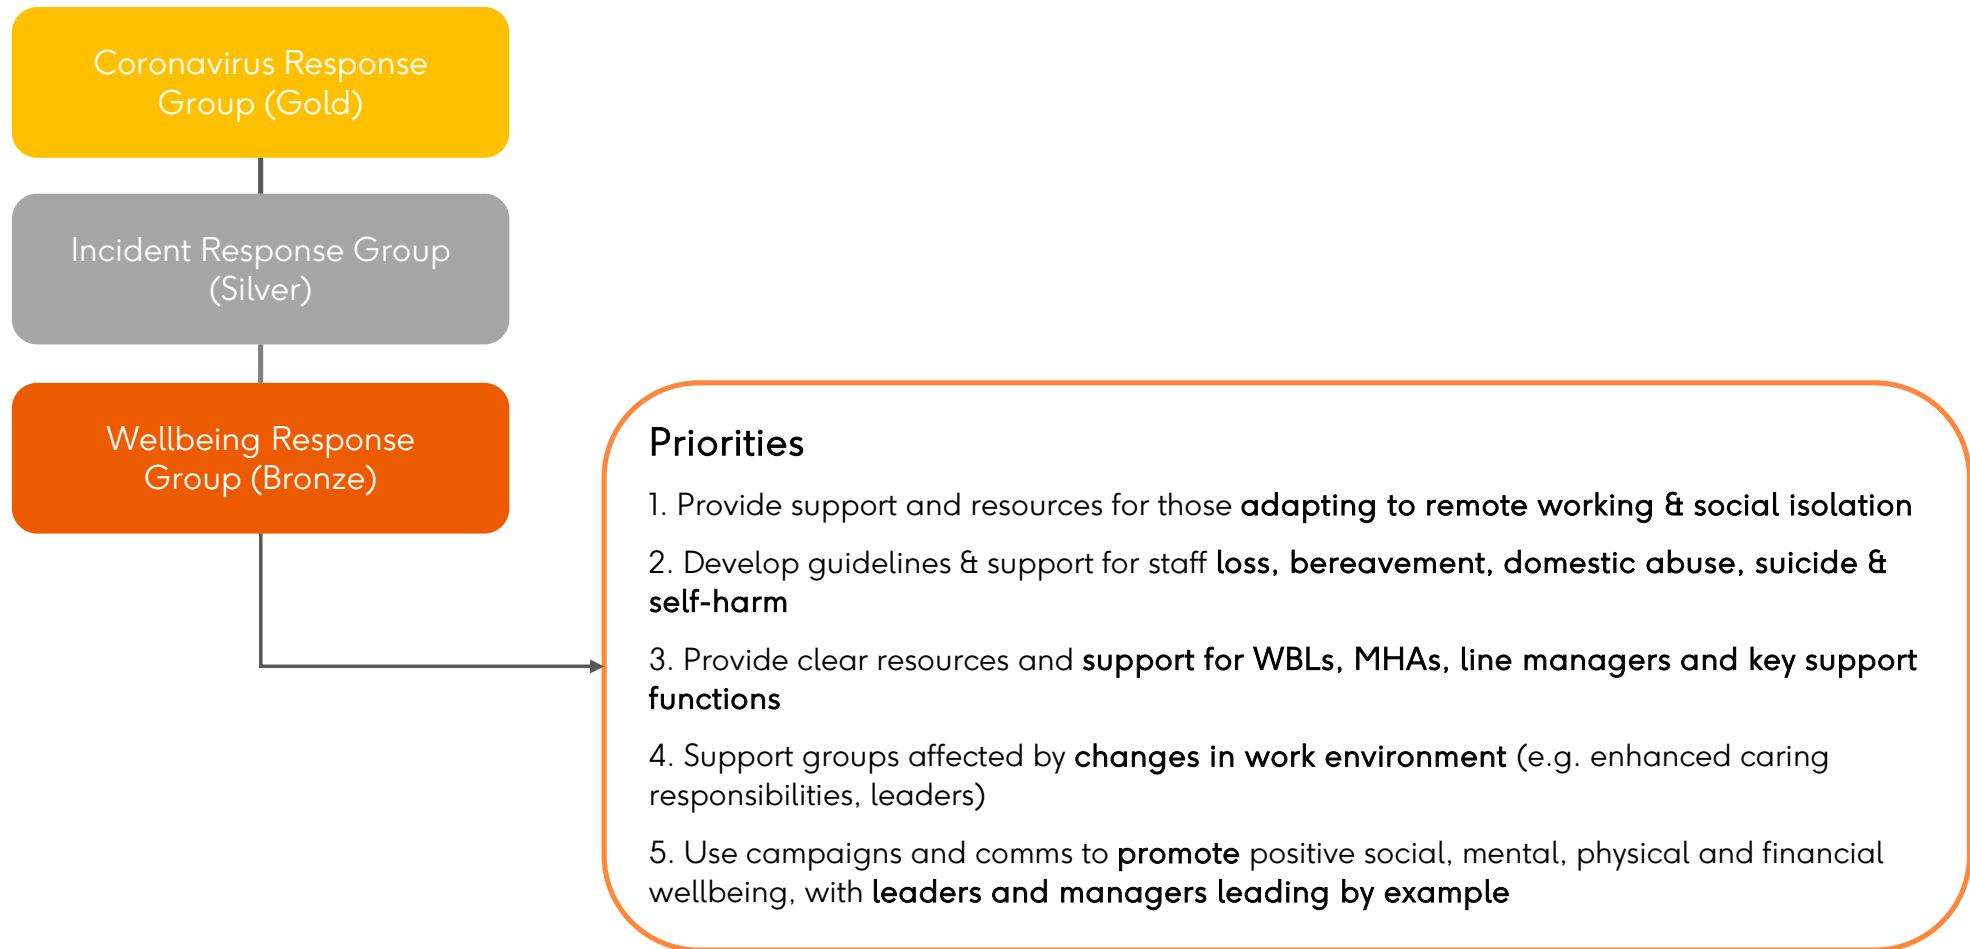 Coronavirus Response
Group (Gold)
Incident Response Group
(Silver)
Wellbeing Response
Group (Bronze)
Priorities
1. Provide support and resources for those adapting to remote working & social isolation
2. Develop guidelines & support for staff loss, bereavement, domestic abuse, suicide &
self-harm
3. Provide clear resources and support for WBLs, MHAs, line managers and key support
functions
4. Support groups affected by changes in work environment (e.g. enhanced caring
responsibilities, leaders)
5. Use campaigns and comms to promote positive social, mental, physical and financial
wellbeing, with leaders and managers leading by example